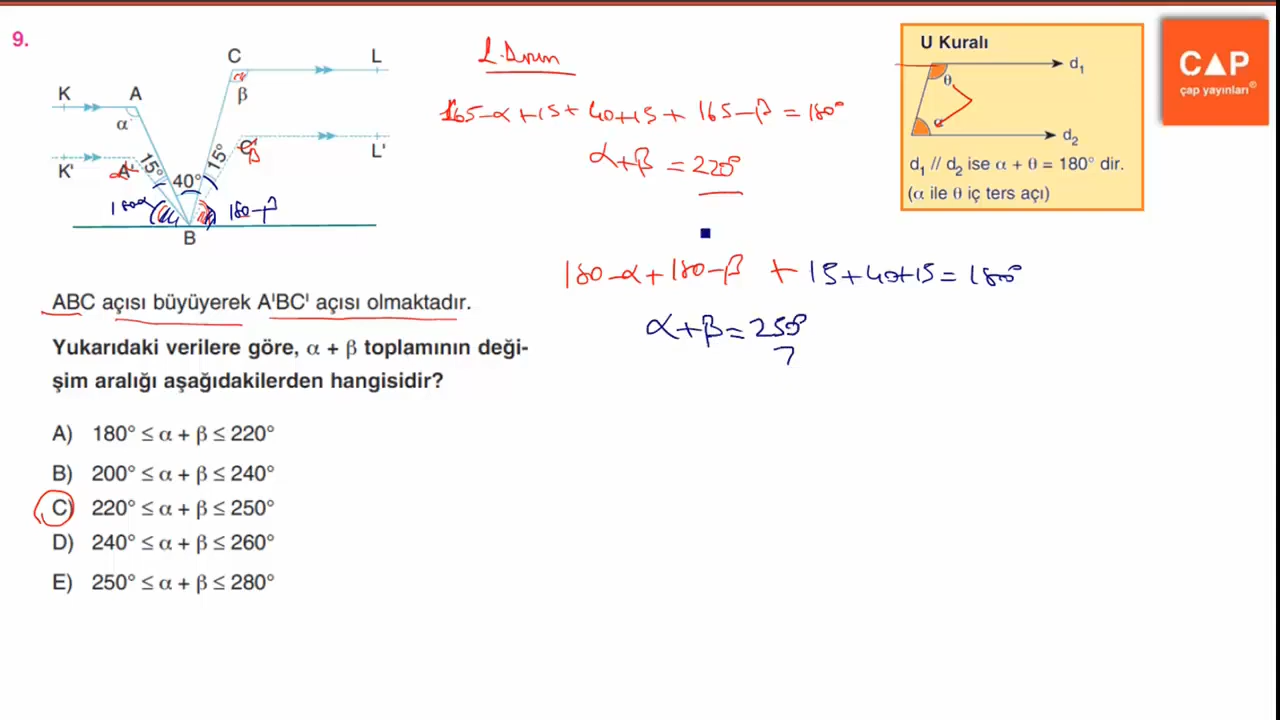 9.
C
L
K
A
α
β
α
K'
A'
α
15°
40°
15°
C'
β
L'
180-α
180-β
B
1. Durum
165-α+15+40+15+165-β=180°
α+β=220°
180-α+180-β+15+40+15=180°
α+β=250°
U Kuralı
d₁
θ
α
d₂
d₁ // d₂ ise α + θ = 180° dir.
(α ile θ iç ters açı)
ÇAP
çap yayınları®
ABC açısı büyüyerek A'BC' açısı olmaktadır.
Yukarıdaki verilere göre, α + β toplamının deği-
şim aralığı aşağıdakilerden hangisidir?
A) 180° ≤ α + β ≤ 220°
B) 200° ≤ α + β ≤ 240°
C) 220° ≤ α + β ≤ 250°
D) 240° ≤ α + β ≤ 260°
E) 250° ≤ α + β ≤ 280°